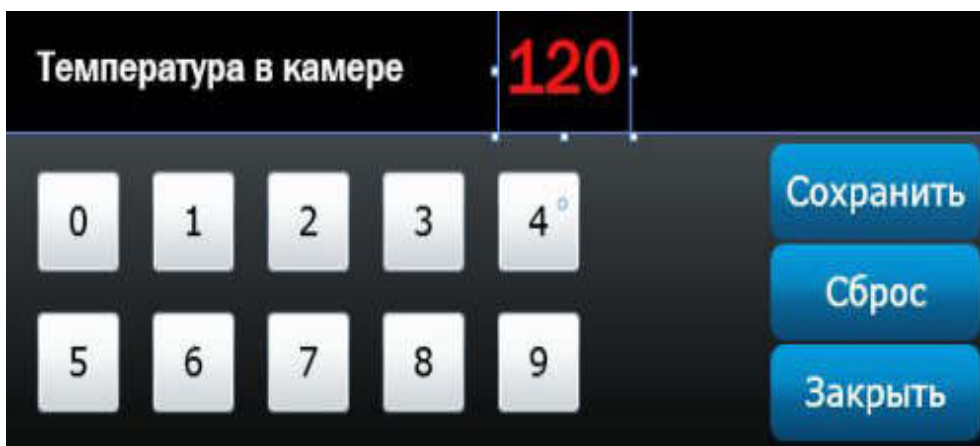 Температура в камере 120
0 1 2 3 4
Сохранить
Сброс
5 6 7 8 9
Закрыть